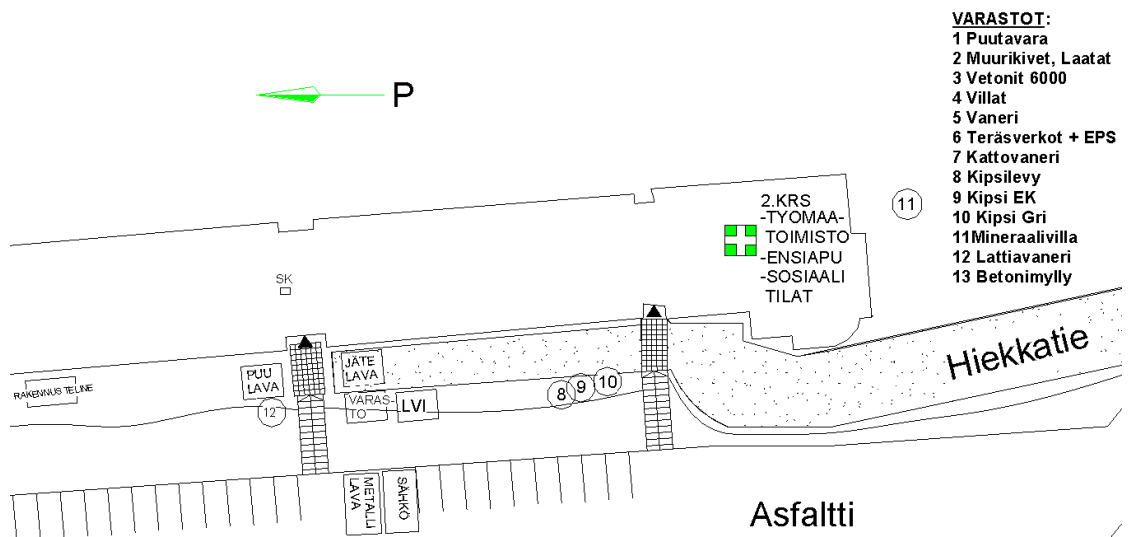 VARASTOT:
1 Puutavara
2 Muurikivet, Laatat
3 Vetonit 6000
4 Villat
5 Vaneri
6 Teräsverkot + EPS
7 Kattovaneri
8 Kipsilevy
9 Kipsi EK
10 Kipsi Gri
11Mineraalivilla
12 Lattiavaneri
13 Betonimylly
P
11
2.KRS
-TYOMAA-
TOIMISTO
-ENSIAPU
-SOSIAALI
TILAT
SK
Hiekkatie
RAKENNUS TELINE
PUU
LAVA
JÄTE
LAVA
12
VARAS-
TO
LVI
8
9
10
METALLI
LAVA
SÄHKÖ
Asfaltti